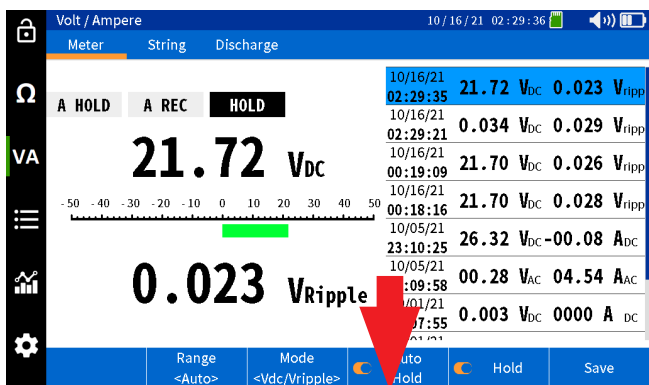 Volt / Ampere 10/16/21 02:29:36
Meter String Discharge
Ω
VA
A HOLD A REC HOLD
21.72 VDC
-50 -40 -30 -20 -10 0 10 20 30 40 50
0.023 VRipple
10/16/21
02:29:35 21.72 VDC 0.023 Vripp
10/16/21
02:29:21 0.034 VDC 0.029 Vripp
10/16/21
00:19:09 21.70 VDC 0.026 Vripp
10/16/21
00:18:16 21.70 VDC 0.028 Vripp
10/05/21
23:10:25 26.32 VDC -00.08 ADC
10/05/21
:09:58 00.28 VAC 04.54 AAC
/01/21
7:55 0.003 VDC 0000 A DC
Range
<Auto>
Mode
<Vdc/Vripple>
Hold
Hold
Save